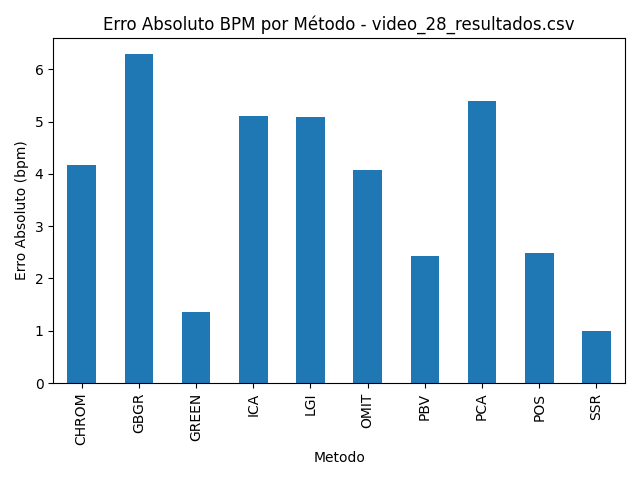 Erro Absoluto BPM por Método - video_28_resultados.csv
Erro Absoluto (bpm)
6
5
4
3
2
1
0
CHROM
GBGR
GREEN
ICA
LGI
OMIT
PBV
PCA
POS
SSR
Metodo